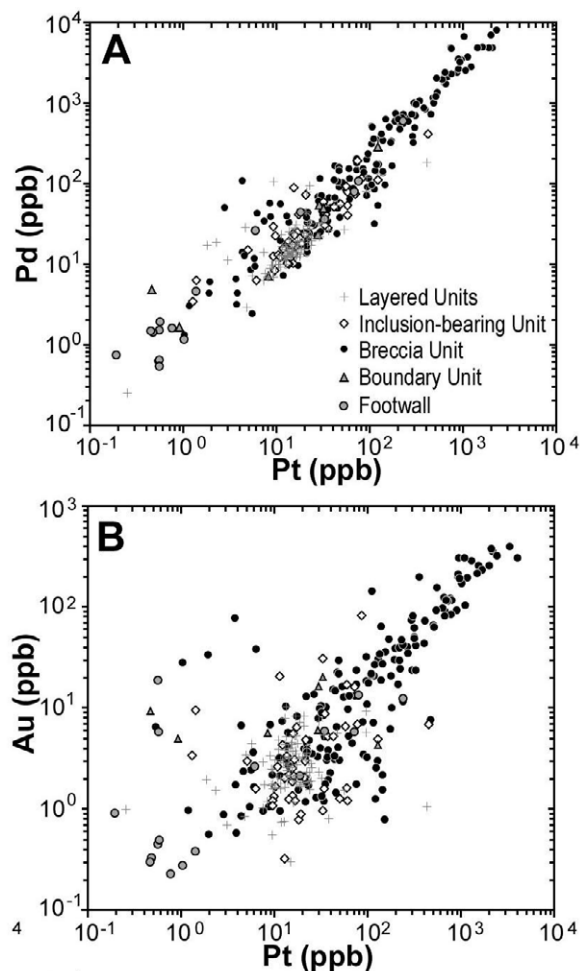 A
10^4
10^3
10^2
10^1
10^0
10^-1
Pd (ppb)
Layered Units
Inclusion-bearing Unit
Breccia Unit
Boundary Unit
Footwall
10^-1 10^0 10^1 10^2 10^3 10^4
Pt (ppb)
B
10^3
10^2
10^1
10^0
10^-1
Au (ppb)
10^-1 10^0 10^1 10^2 10^3 10^4
Pt (ppb)
4